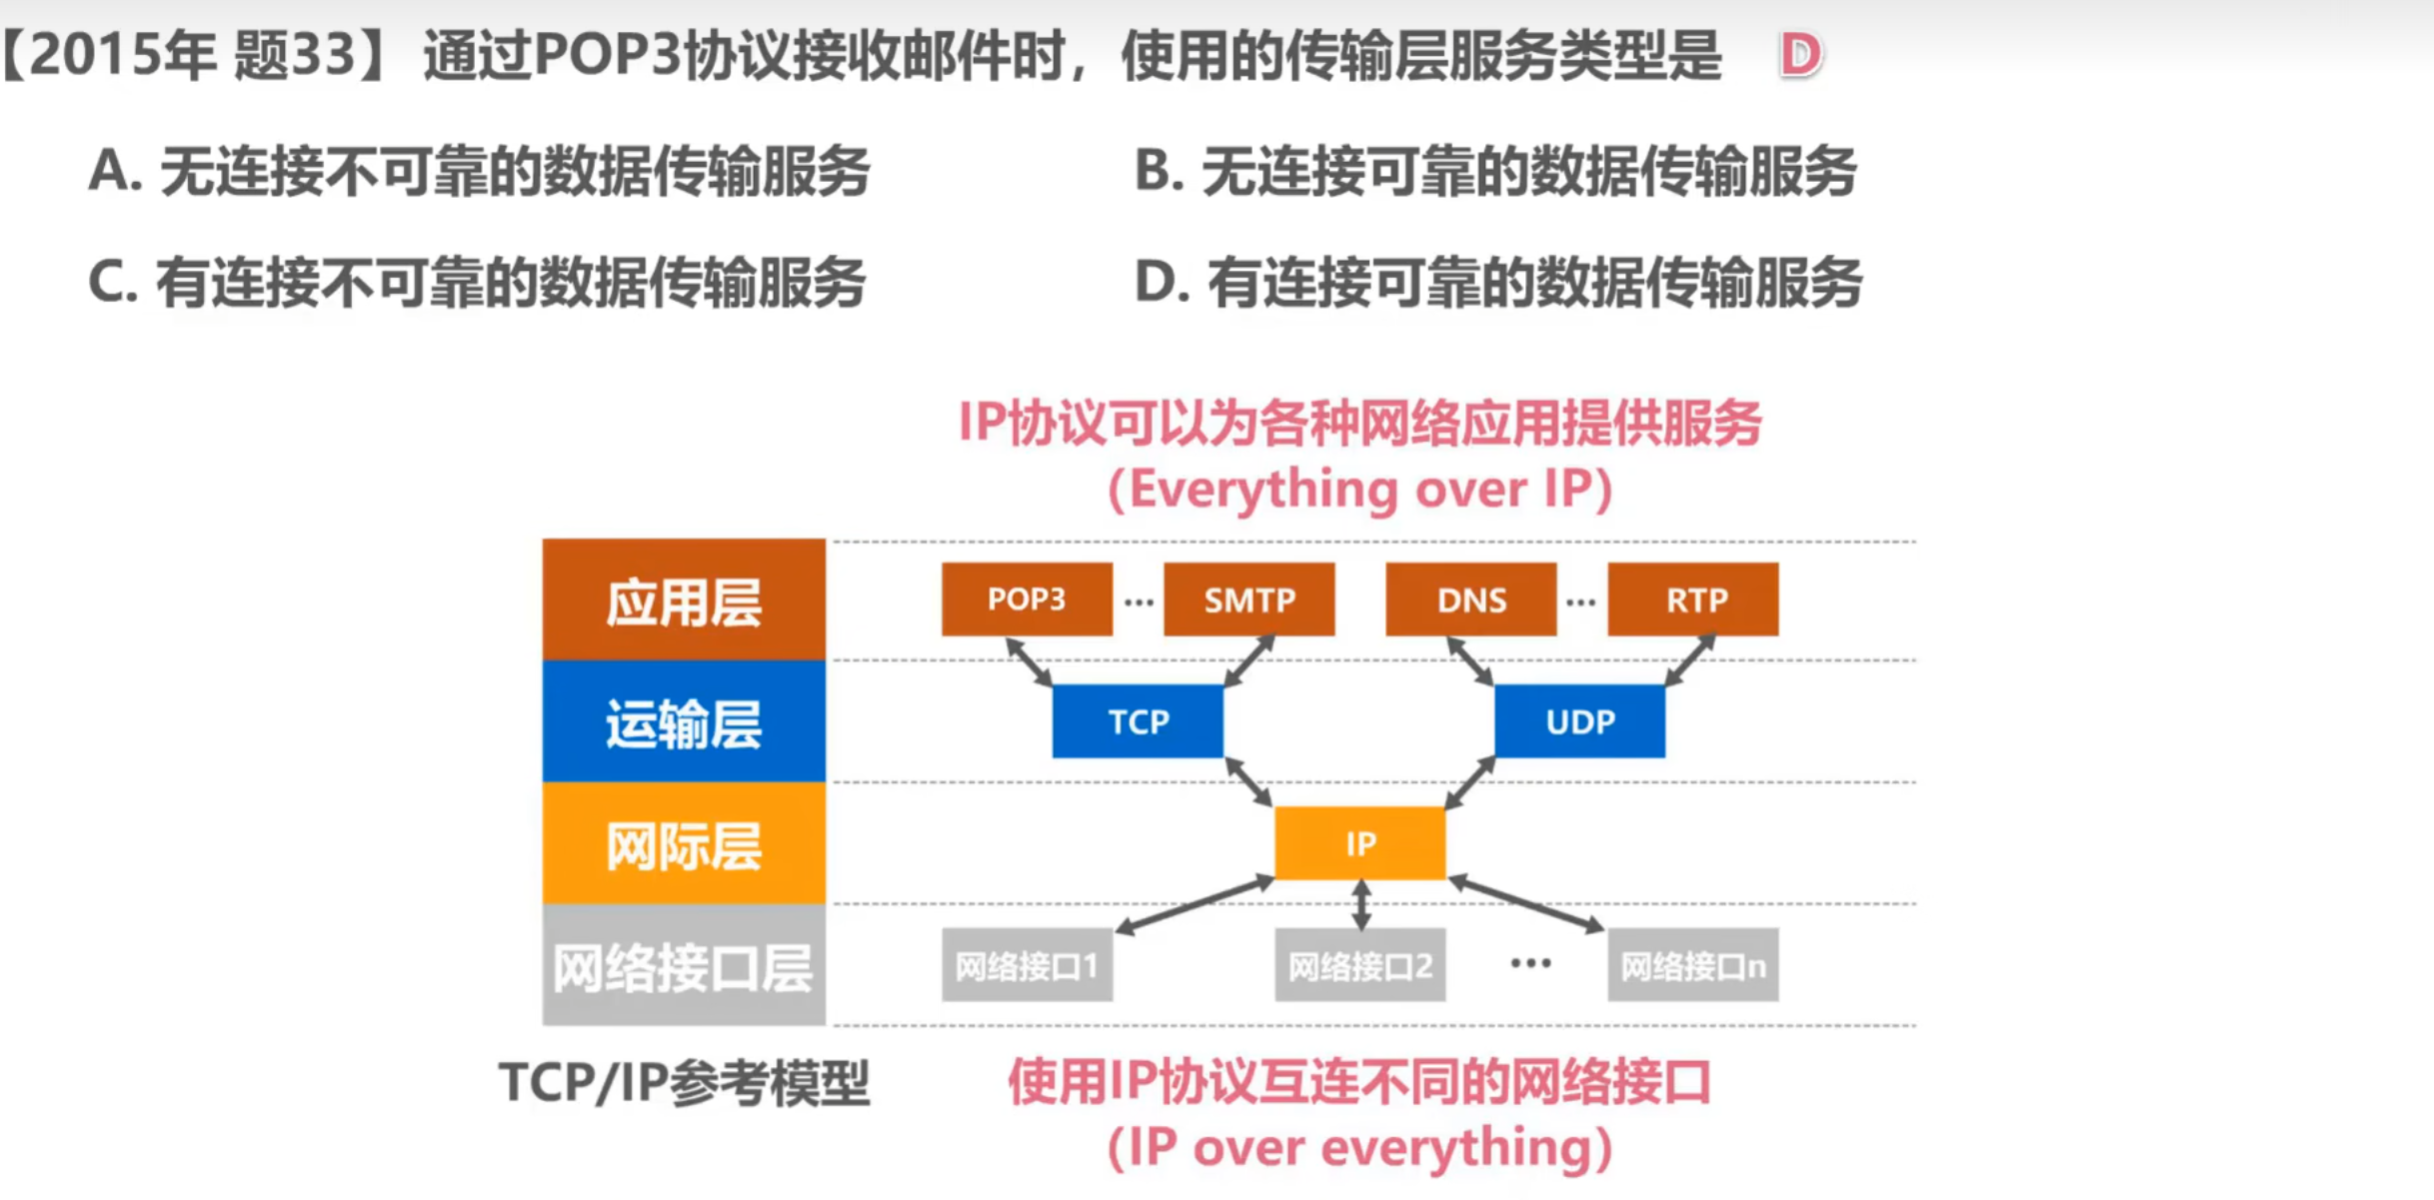 【2015年 题33】 通过POP3协议接收邮件时，使用的传输层服务类型是 D
A. 无连接不可靠的数据传输服务 B. 无连接可靠的数据传输服务
C. 有连接不可靠的数据传输服务 D. 有连接可靠的数据传输服务
IP协议可以为各种网络应用提供服务
（Everything over IP）
应用层 POP3 ··· SMTP DNS ··· RTP
运输层 TCP UDP
网际层 IP
网络接口层 网络接口1 网络接口2 ··· 网络接口n
TCP/IP参考模型 使用IP协议互连不同的网络接口
（IP over everything）